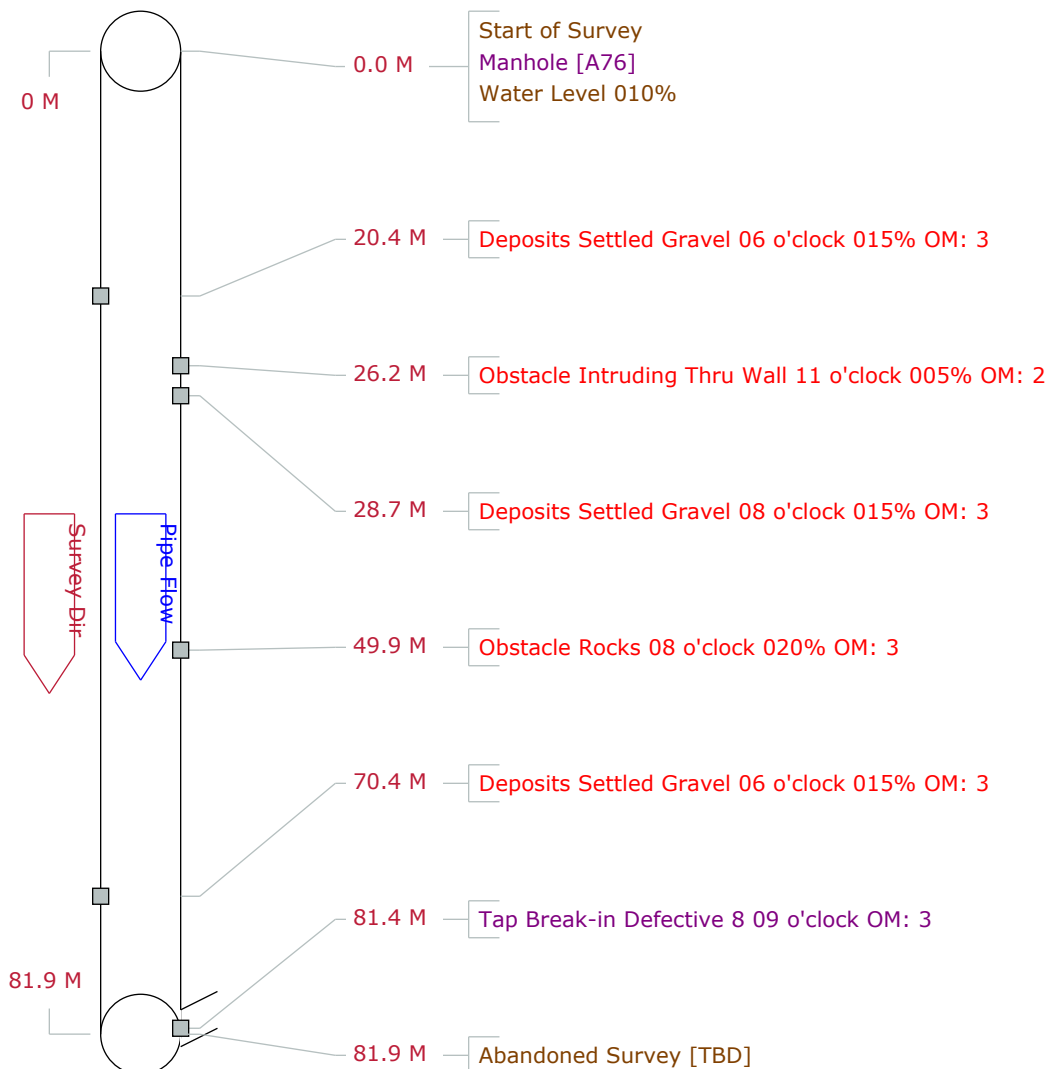 Start of Survey
0.0 M
Manhole [A76]
Water Level 010%
0 M
20.4 M
Deposits Settled Gravel 06 o'clock 015% OM: 3
26.2 M
Obstacle Intruding Thru Wall 11 o'clock 005% OM: 2
28.7 M
Deposits Settled Gravel 08 o'clock 015% OM: 3
Survey Dir
Pipe Flow
49.9 M
Obstacle Rocks 08 o'clock 020% OM: 3
70.4 M
Deposits Settled Gravel 06 o'clock 015% OM: 3
81.4 M
Tap Break-in Defective 8 09 o'clock OM: 3
81.9 M
81.9 M
Abandoned Survey [TBD]